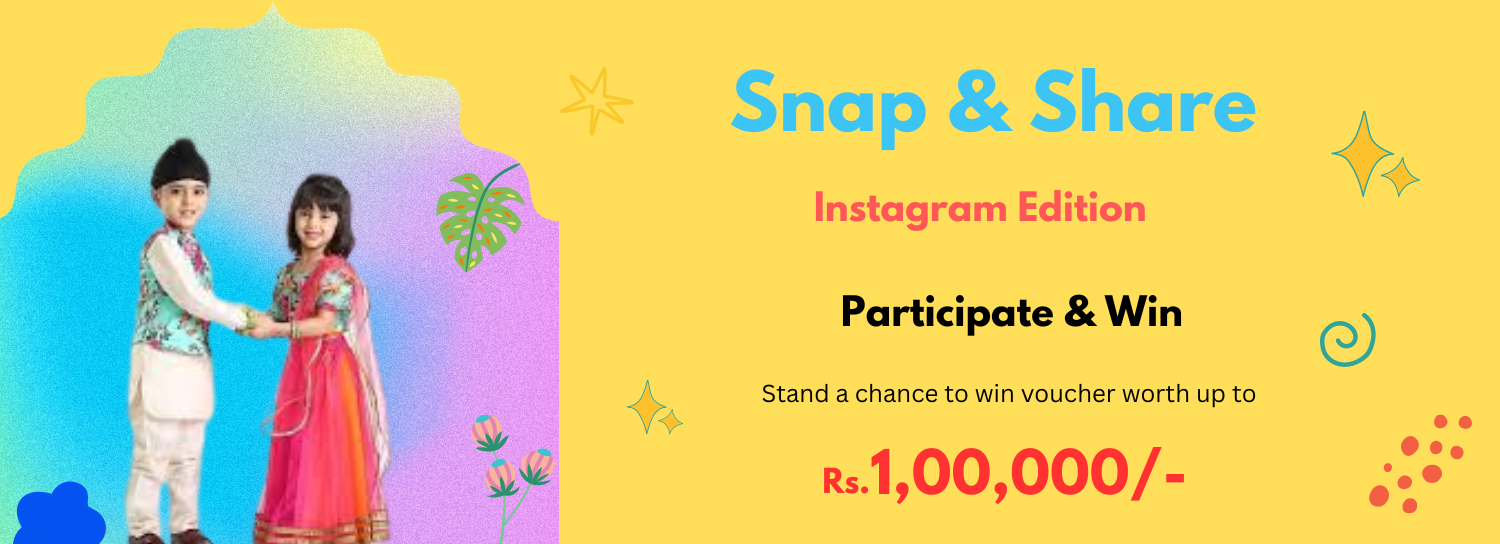 Snap & Share
Instagram Edition
Participate & Win
Stand a chance to win voucher worth up to
Rs.1,00,000/-